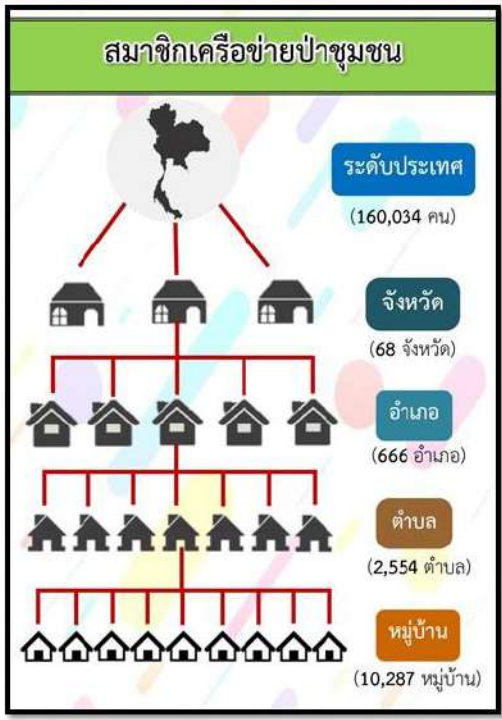 สมาชิกเครือข่ายป่าชุมชน
ระดับประเทศ
(160,034 คน)
จังหวัด
(68 จังหวัด)
อำเภอ
(666 อำเภอ)
ตำบล
(2,554 ตำบล)
หมู่บ้าน
(10,287 หมู่บ้าน)